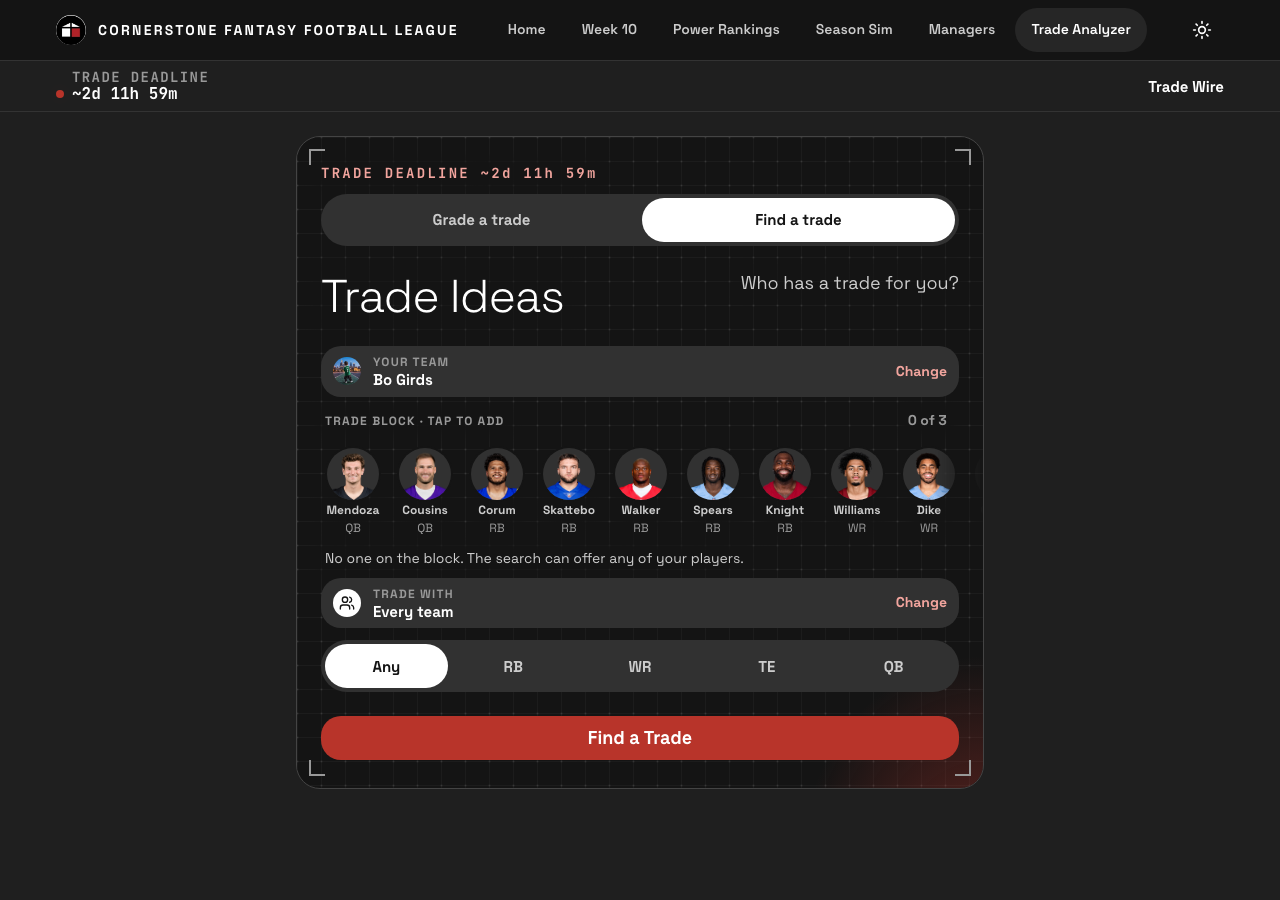 CORNERSTONE FANTASY FOOTBALL LEAGUE
Home
Week 10
Power Rankings
Season Sim
Managers
Trade Analyzer
TRADE DEADLINE
~2d 11h 59m
Trade Wire
TRADE DEADLINE ~2d 11h 59m
Grade a trade
Find a trade
Trade Ideas
Who has a trade for you?
YOUR TEAM
Bo Girds
Change
TRADE BLOCK · TAP TO ADD
0 of 3
Mendoza
QB
Cousins
QB
Corum
RB
Skattebo
RB
Walker
RB
Spears
RB
Knight
RB
Williams
WR
Dike
WR
No one on the block. The search can offer any of your players.
TRADE WITH
Every team
Change
Any
RB
WR
TE
QB
Find a Trade